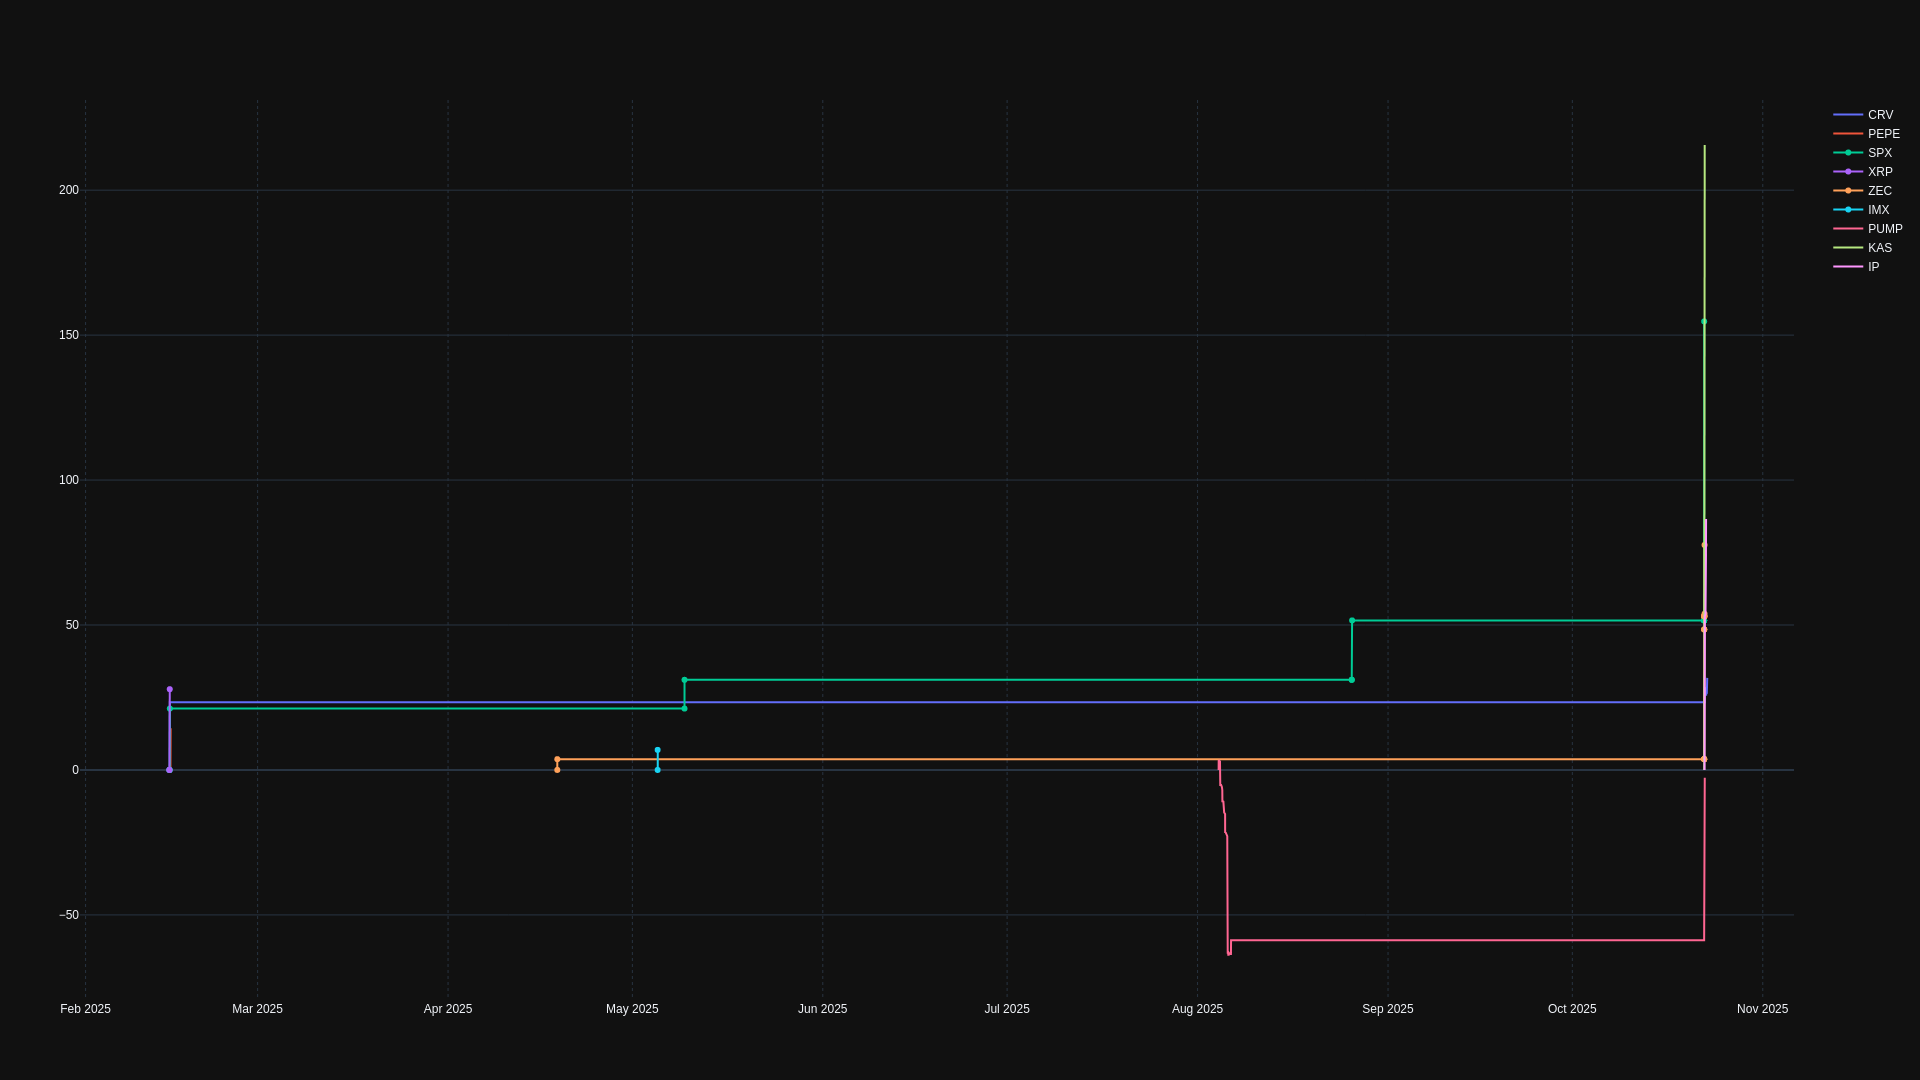 CRV
PEPE
SPX
XRP
ZEC
IMX
PUMP
KAS
IP
200
150
100
50
0
−50
Feb 2025 Mar 2025 Apr 2025 May 2025 Jun 2025 Jul 2025 Aug 2025 Sep 2025 Oct 2025 Nov 2025